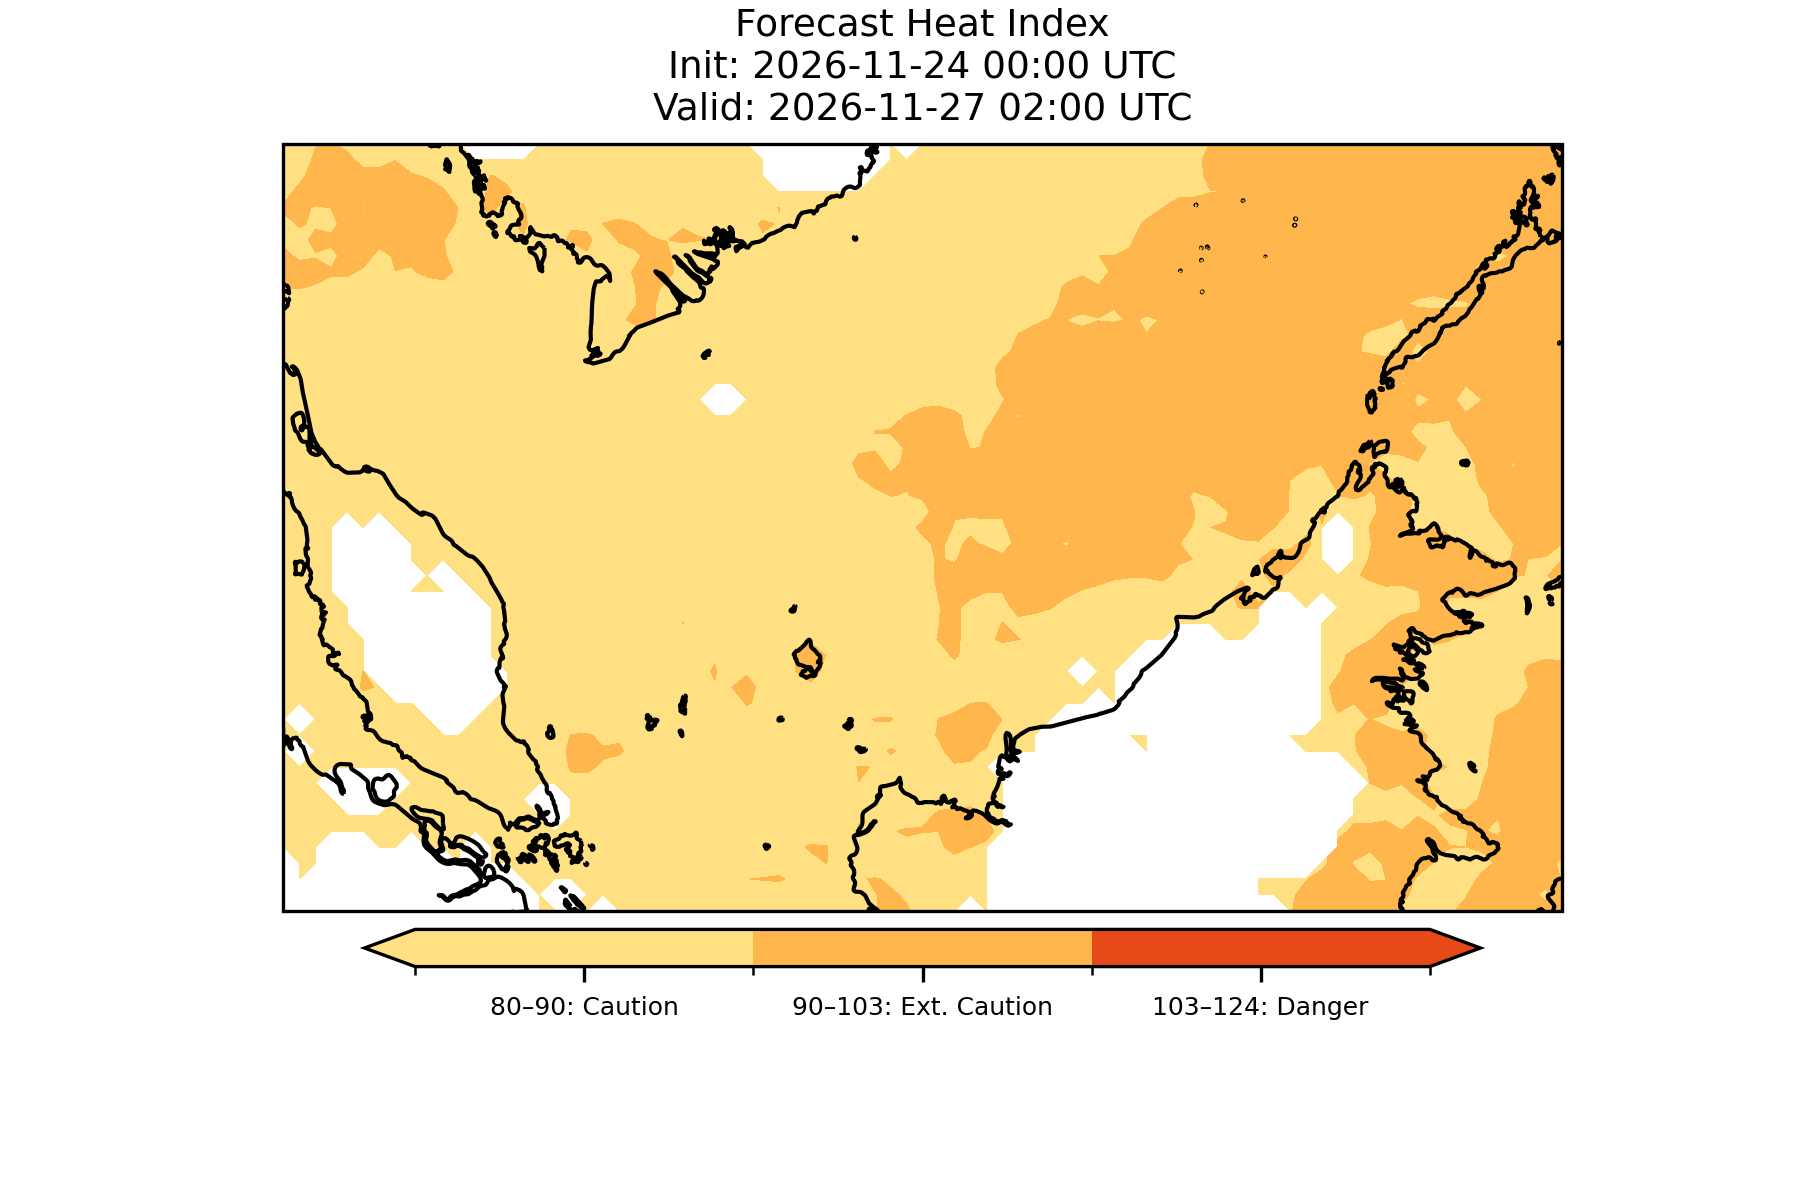 Forecast Heat Index
Init: 2026-11-24 00:00 UTC
Valid: 2026-11-27 02:00 UTC
80–90: Caution
90–103: Ext. Caution
103–124: Danger